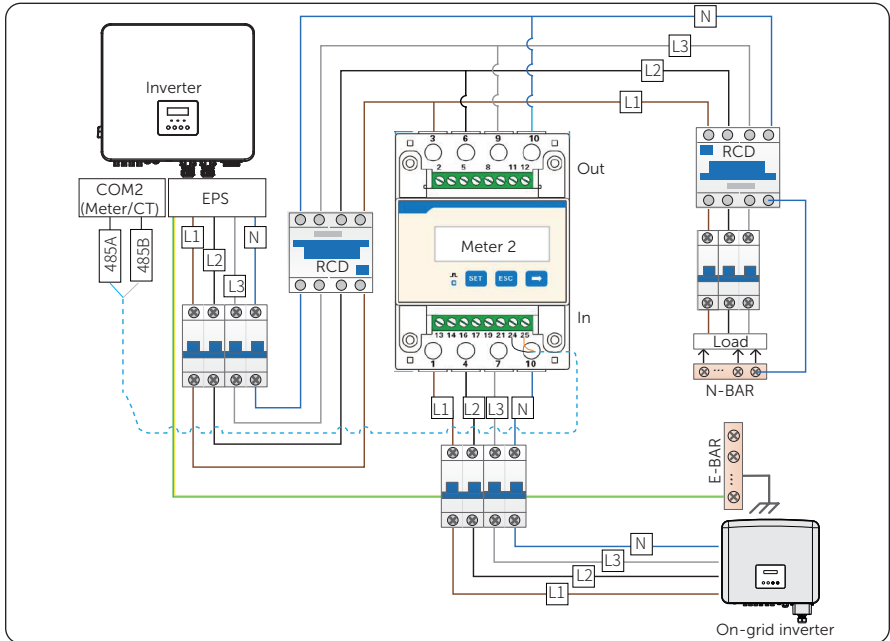 N
L3
L2
L1
Inverter
COM2
(Meter/CT)
EPS
485A
485B
L1
L2
L3
N
RCD
3 6 9 10
2 5 8 11 12
Out
Meter 2
SET ESC
In
13 14 16 17 19 21 24 25
1 4 7 10
L1 L2 L3 N
RCD
Load
N-BAR
E-BAR
N
L3
L2
L1
On-grid inverter